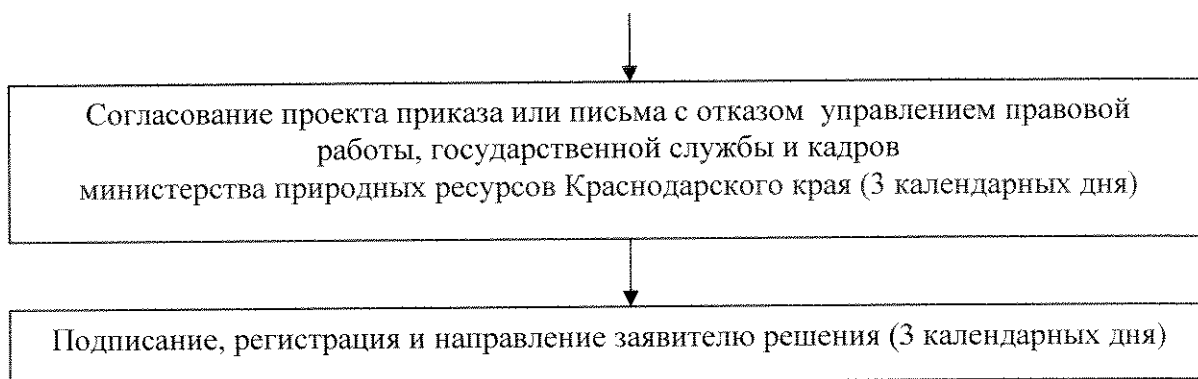 Согласование проекта приказа или письма с отказом управлением правовой
работы, государственной службы и кадров
министерства природных ресурсов Краснодарского края (3 календарных дня)
Подписание, регистрация и направление заявителю решения (3 календарных дня)